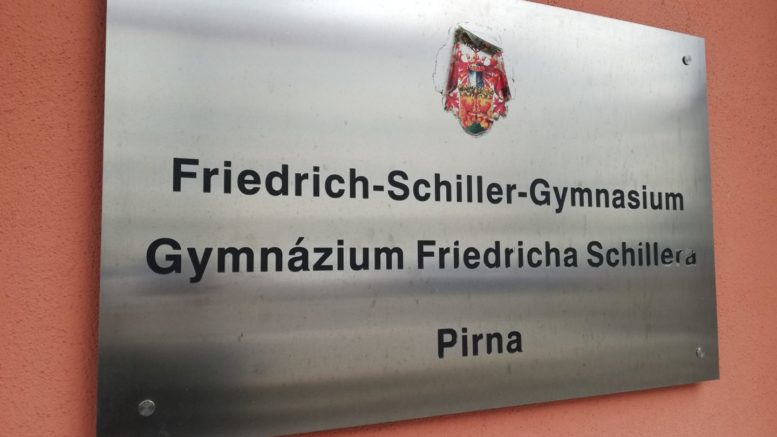 Friedrich-Schiller-Gymnasium
Gymnázium Friedricha Schillera
Pirna